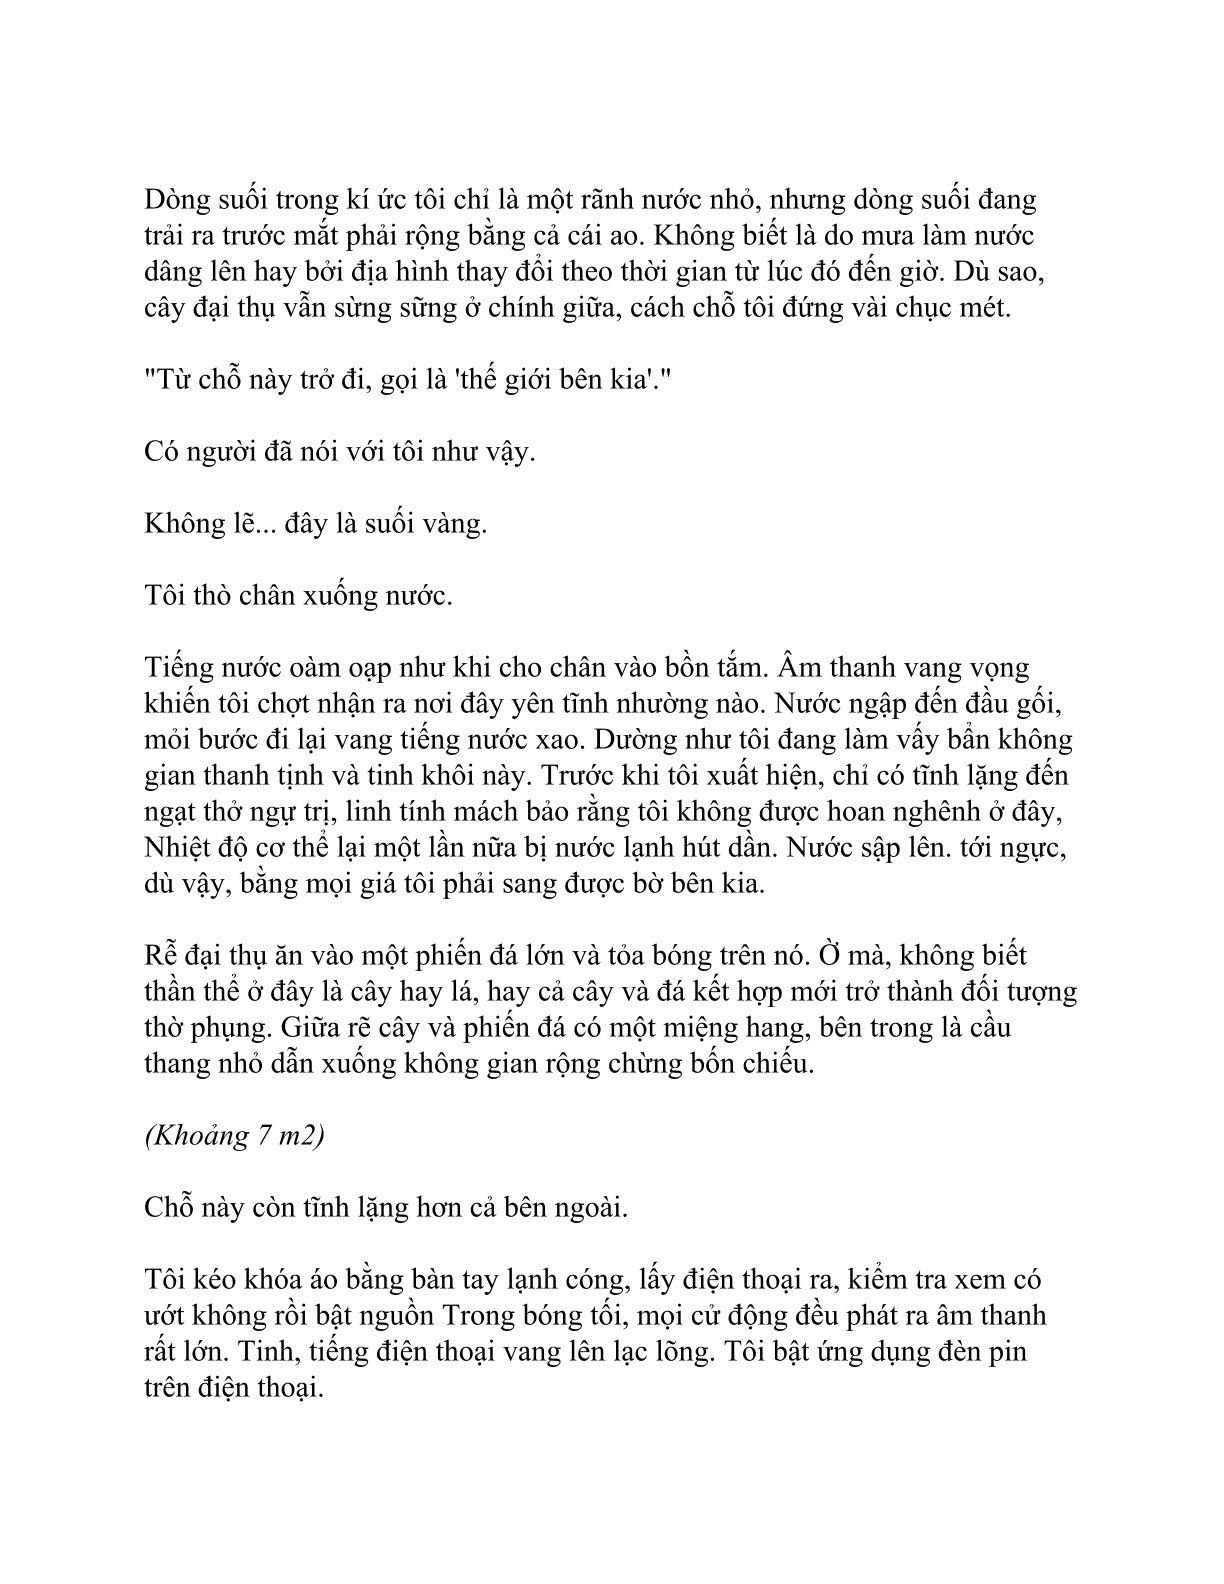 Dòng suối trong kí ức tôi chỉ là một rãnh nước nhỏ, nhưng dòng suối đang
trải ra trước mắt phải rộng bằng cả cái ao. Không biết là do mưa làm nước
dâng lên hay bởi địa hình thay đổi theo thời gian từ lúc đó đến giờ. Dù sao,
cây đại thụ vẫn sừng sững ở chính giữa, cách chỗ tôi đứng vài chục mét.
"Từ chỗ này trở đi, gọi là 'thế giới bên kia'."
Có người đã nói với tôi như vậy.
Không lẽ... đây là suối vàng.
Tôi thò chân xuống nước.
Tiếng nước oàm oạp như khi cho chân vào bồn tắm. Âm thanh vang vọng
khiến tôi chợt nhận ra nơi đây yên tĩnh nhường nào. Nước ngập đến đầu gối,
mỏi bước đi lại vang tiếng nước xao. Dường như tôi đang làm vấy bẩn không
gian thanh tịnh và tinh khôi này. Trước khi tôi xuất hiện, chỉ có tĩnh lặng đến
ngạt thở ngự trị, linh tính mách bảo rằng tôi không được hoan nghênh ở đây,
Nhiệt độ cơ thể lại một lần nữa bị nước lạnh hút dần. Nước sập lên. tới ngực,
dù vậy, bằng mọi giá tôi phải sang được bờ bên kia.
Rễ đại thụ ăn vào một phiến đá lớn và tỏa bóng trên nó. Ờ mà, không biết
thần thể ở đây là cây hay lá, hay cả cây và đá kết hợp mới trở thành đối tượng
thờ phụng. Giữa rẽ cây và phiến đá có một miệng hang, bên trong là cầu
thang nhỏ dẫn xuống không gian rộng chừng bốn chiếu.
(Khoảng 7 m2)
Chỗ này còn tĩnh lặng hơn cả bên ngoài.
Tôi kéo khóa áo bằng bàn tay lạnh cóng, lấy điện thoại ra, kiểm tra xem có
ướt không rồi bật nguồn Trong bóng tối, mọi cử động đều phát ra âm thanh
rất lớn. Tinh, tiếng điện thoại vang lên lạc lõng. Tôi bật ứng dụng đèn pin
trên điện thoại.